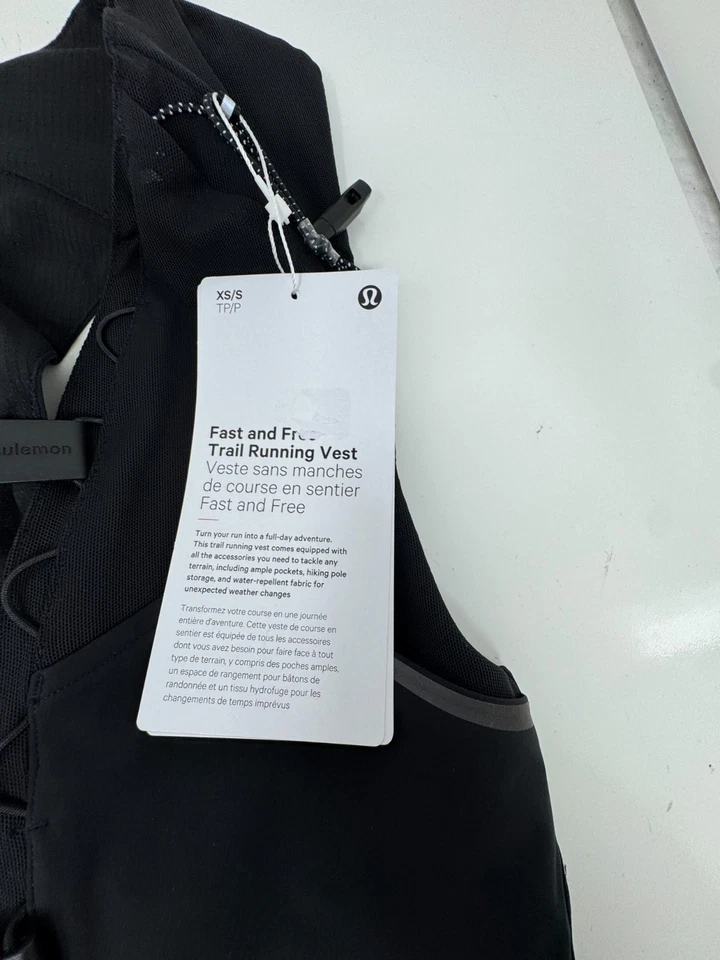 XS/S
TP/P
Fast and Free
Trail Running Vest
Veste sans manches
de course en sentier
Fast and Free
Turn your run into a full-day adventure.
This trail running vest comes equipped with
all the accessories you need to tackle any
terrain, including ample pockets, hiking pole
storage, and water-repellent fabric for
unexpected weather changes
Transformez votre course en une journée
entière d'aventure. Cette veste de course en
sentier est équipée de tous les accessoires
dont vous avez besoin pour faire face à tout
type de terrain, y compris des poches amples,
un espace de rangement pour bâtons de
randonnée et un tissu hydrofuge pour les
changements de temps imprévus
ulemon